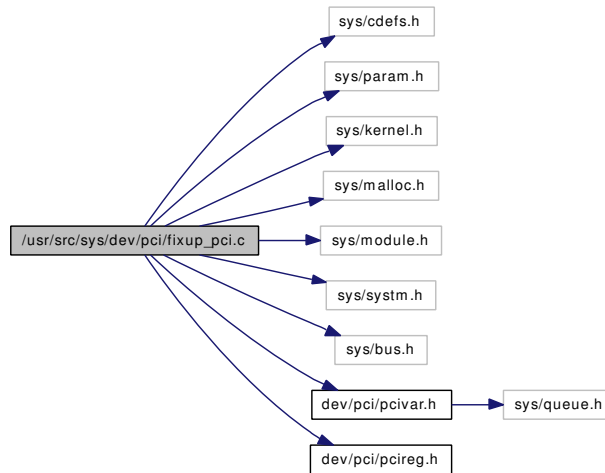 sys/cdefs.h
sys/param.h
sys/kernel.h
sys/malloc.h
/usr/src/sys/dev/pci/fixup_pci.c
sys/module.h
sys/systm.h
sys/bus.h
dev/pci/pcivar.h
sys/queue.h
dev/pci/pcireg.h